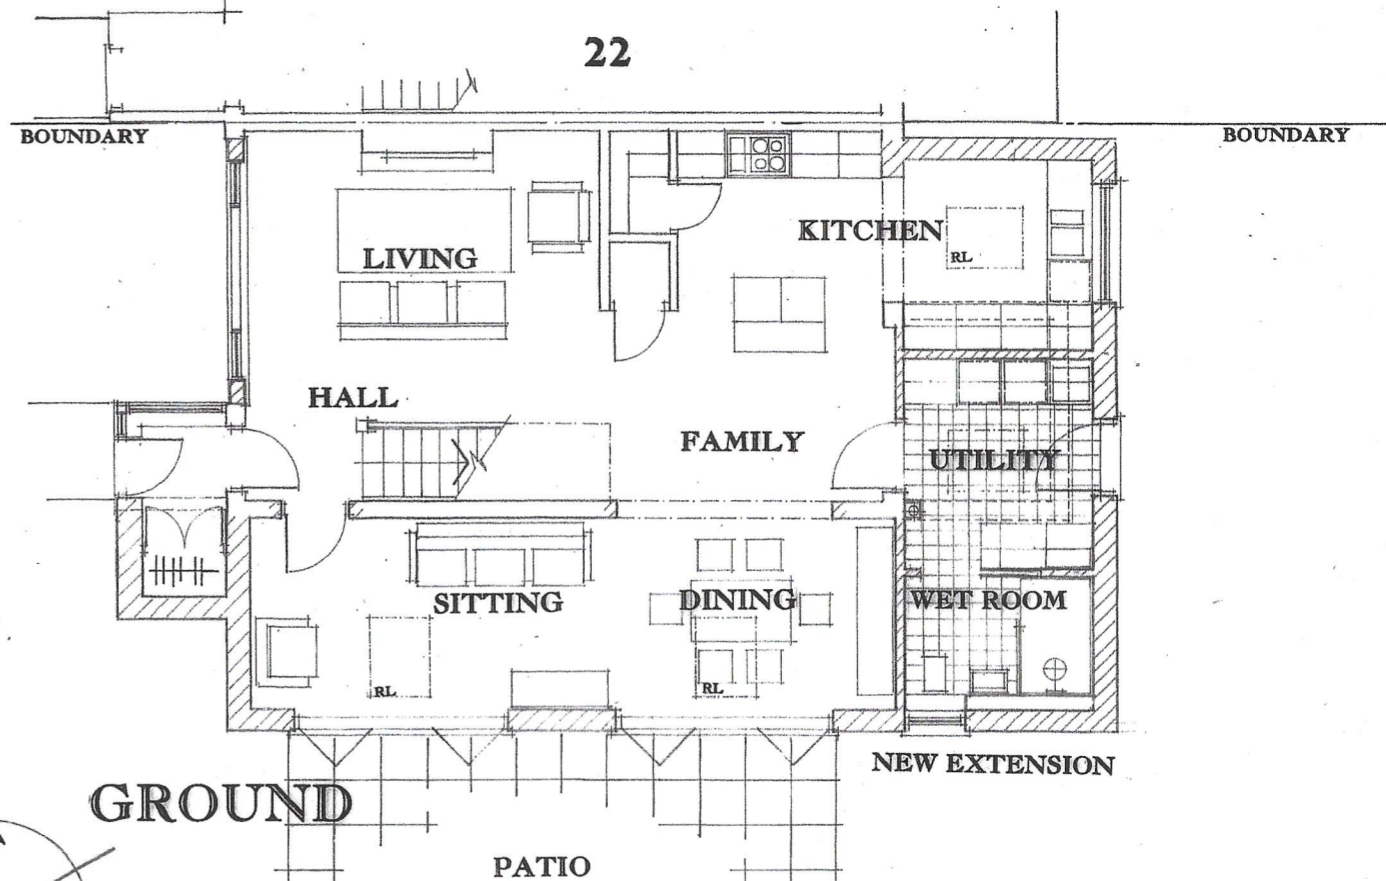 22
BOUNDARY
BOUNDARY
KITCHEN
LIVING
RL
HALL
FAMILY
UTILITY
SITTING
DINING
WET ROOM
RL
RL
NEW EXTENSION
GROUND
PATIO